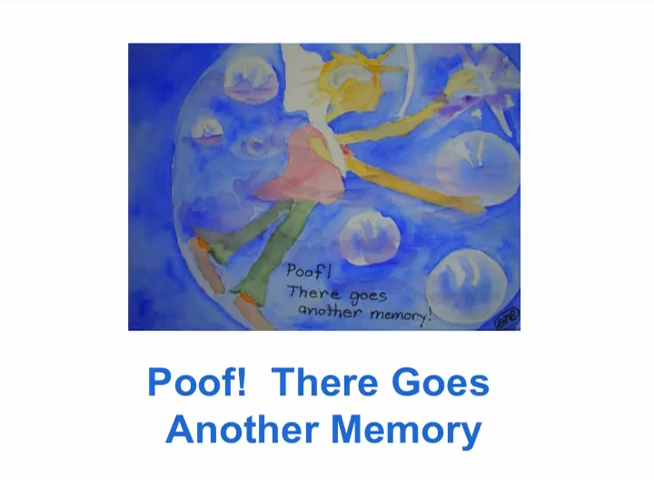 Poof!
There goes
another memory!
Poof! There Goes
Another Memory